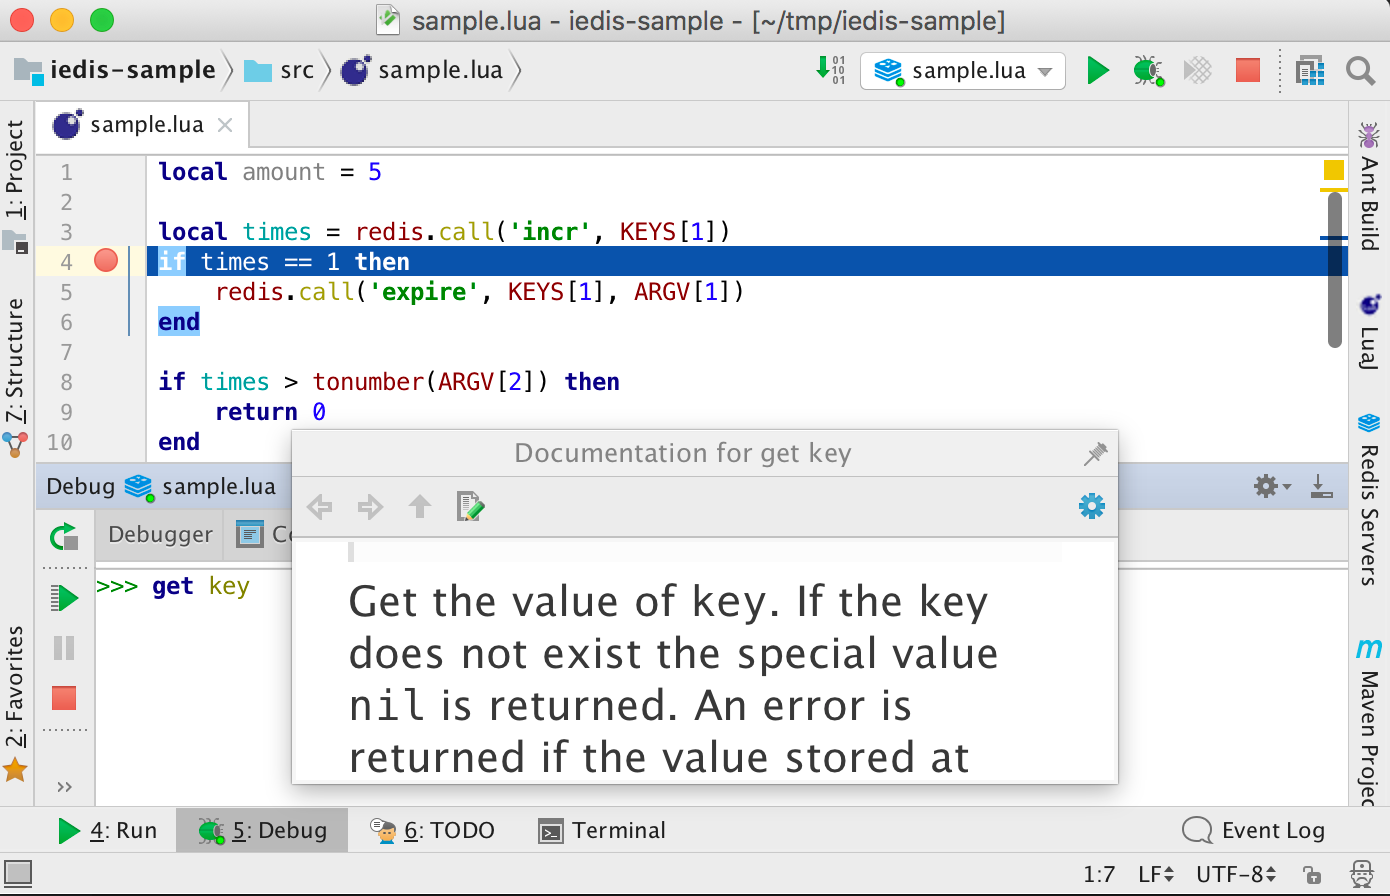 sample.lua - iedis-sample - [~/tmp/iedis-sample]
iedis-sample src sample.lua
01 10 01
sample.lua
sample.lua
1: Project
7: Structure
2: Favorites
1 local amount = 5
2
3 local times = redis.call('incr', KEYS[1])
4 if times == 1 then
5 redis.call('expire', KEYS[1], ARGV[1])
6 end
7
8 if times > tonumber(ARGV[2]) then
9 return 0
10 end
Ant Build
LuaJ
Redis Servers
m
Maven Projec
Debug sample.lua
Debugger Co
>>> get key
Documentation for get key
Get the value of key. If the key
does not exist the special value
nil is returned. An error is
returned if the value stored at
4: Run 5: Debug 6: TODO Terminal Event Log
1:7 LF UTF-8